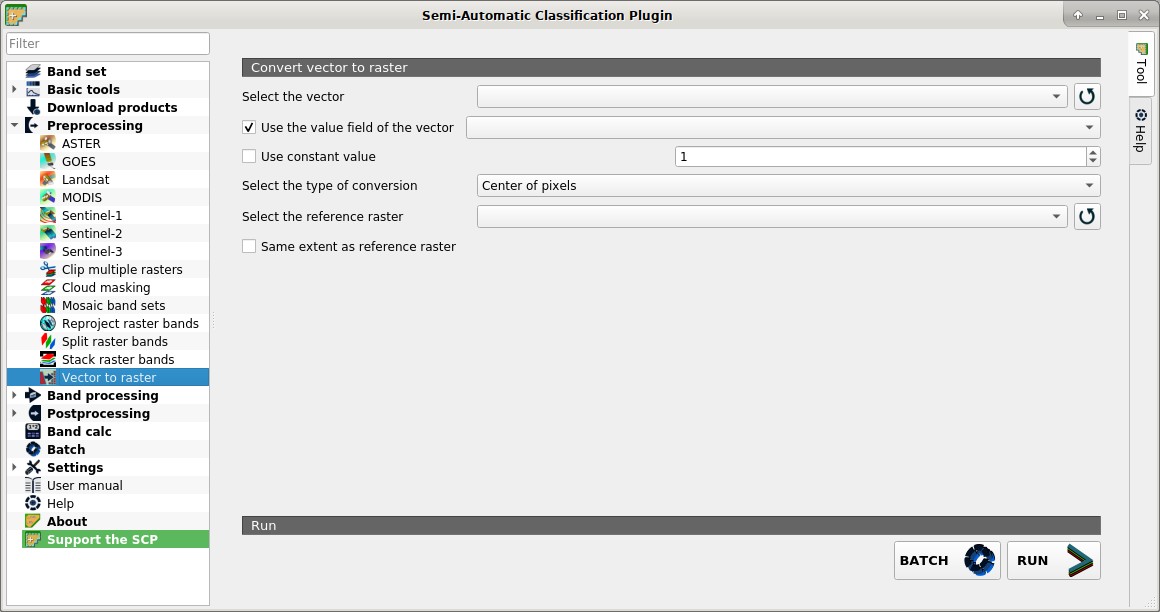 Semi-Automatic Classification Plugin
Filter
Band set
Basic tools
Download products
Preprocessing
ASTER
GOES
Landsat
MODIS
Sentinel-1
Sentinel-2
Sentinel-3
Clip multiple rasters
Cloud masking
Mosaic band sets
Reproject raster bands
Split raster bands
Stack raster bands
Vector to raster
Band processing
Postprocessing
Band calc
Batch
Settings
User manual
Help
About
Support the SCP
Convert vector to raster
Select the vector
Use the value field of the vector
Use constant value 1
Select the type of conversion Center of pixels
Select the reference raster
Same extent as reference raster
Run
BATCH RUN
Tool
Help